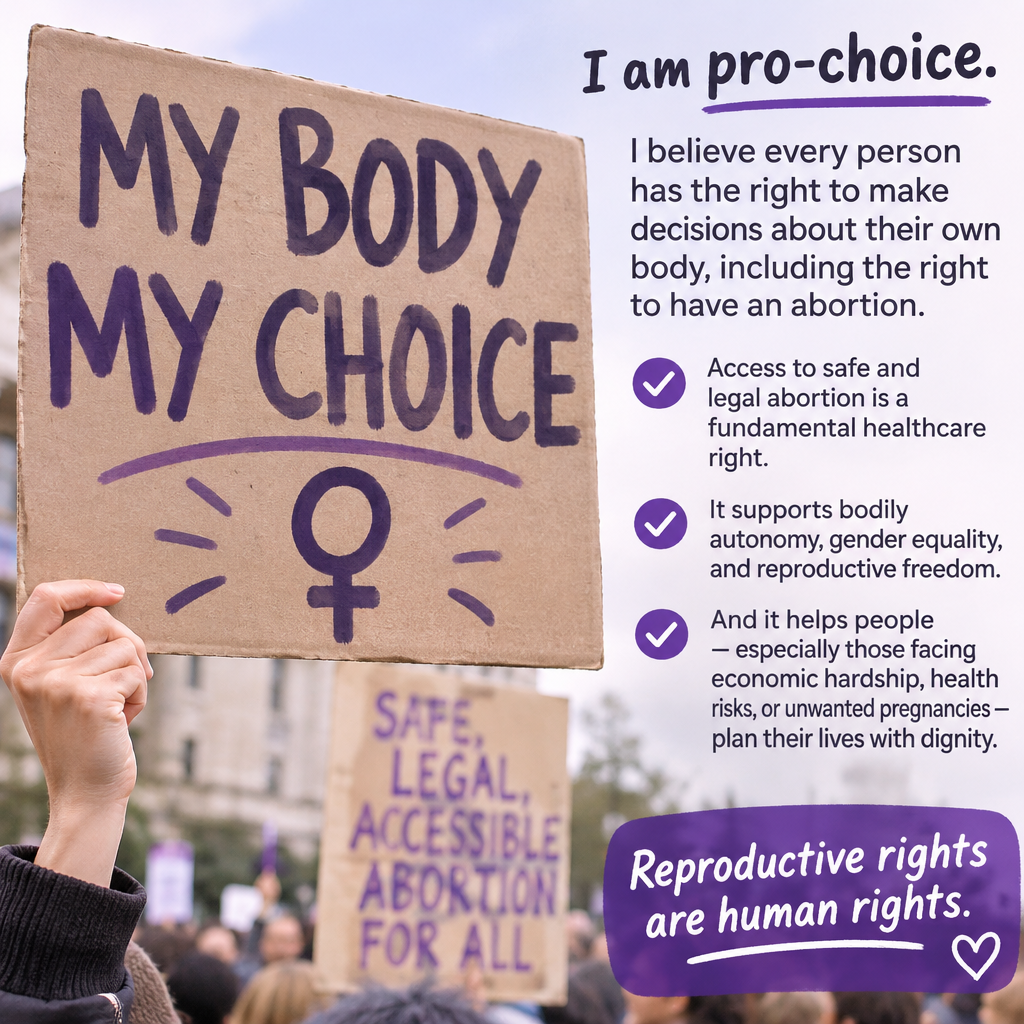 MY BODY
MY CHOICE
SAFE,
LEGAL,
ACCESSIBLE
ABORTION
FOR ALL
I am pro-choice.
I believe every person
has the right to make
decisions about their own
body, including the right
to have an abortion.
Access to safe and
legal abortion is a
fundamental healthcare
right.
It supports bodily
autonomy, gender equality,
and reproductive freedom.
And it helps people
— especially those facing
economic hardship, health
risks, or unwanted pregnancies —
plan their lives with dignity.
Reproductive rights
are human rights.